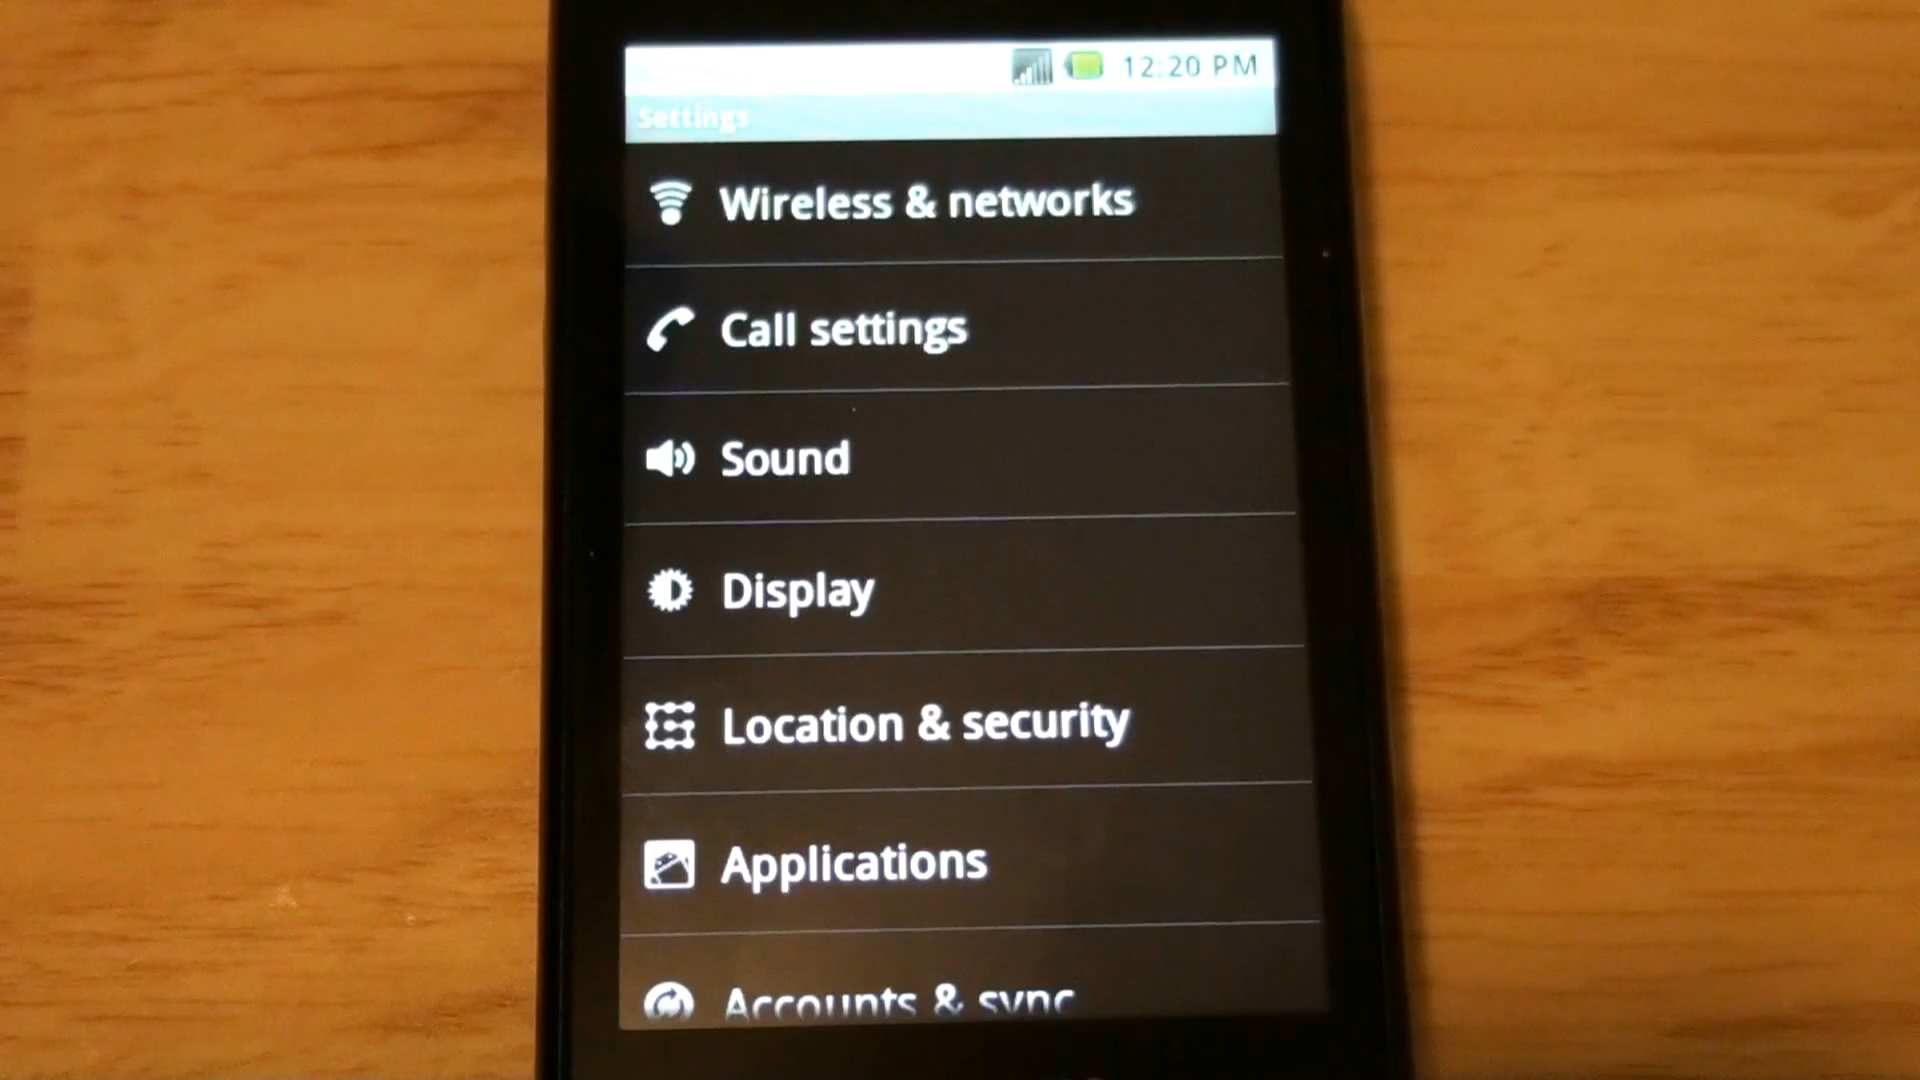 12:20 PM
Settings
Wireless & networks
Call settings
Sound
Display
Location & security
Applications
Accounts & sync